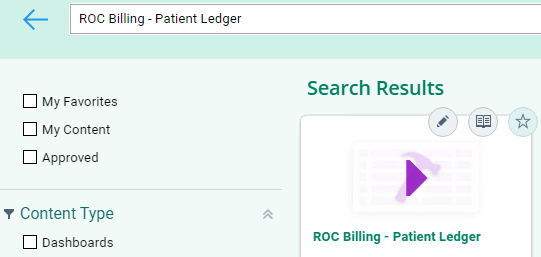 ROC Billing - Patient Ledger
My Favorites
My Content
Approved
Content Type
Dashboards
Search Results
ROC Billing - Patient Ledger